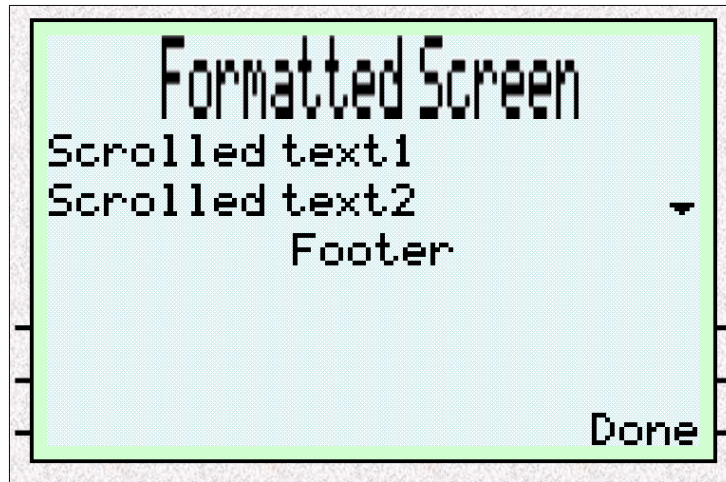 Formatted Screen
Scrolled text1
Scrolled text2
Footer
Done